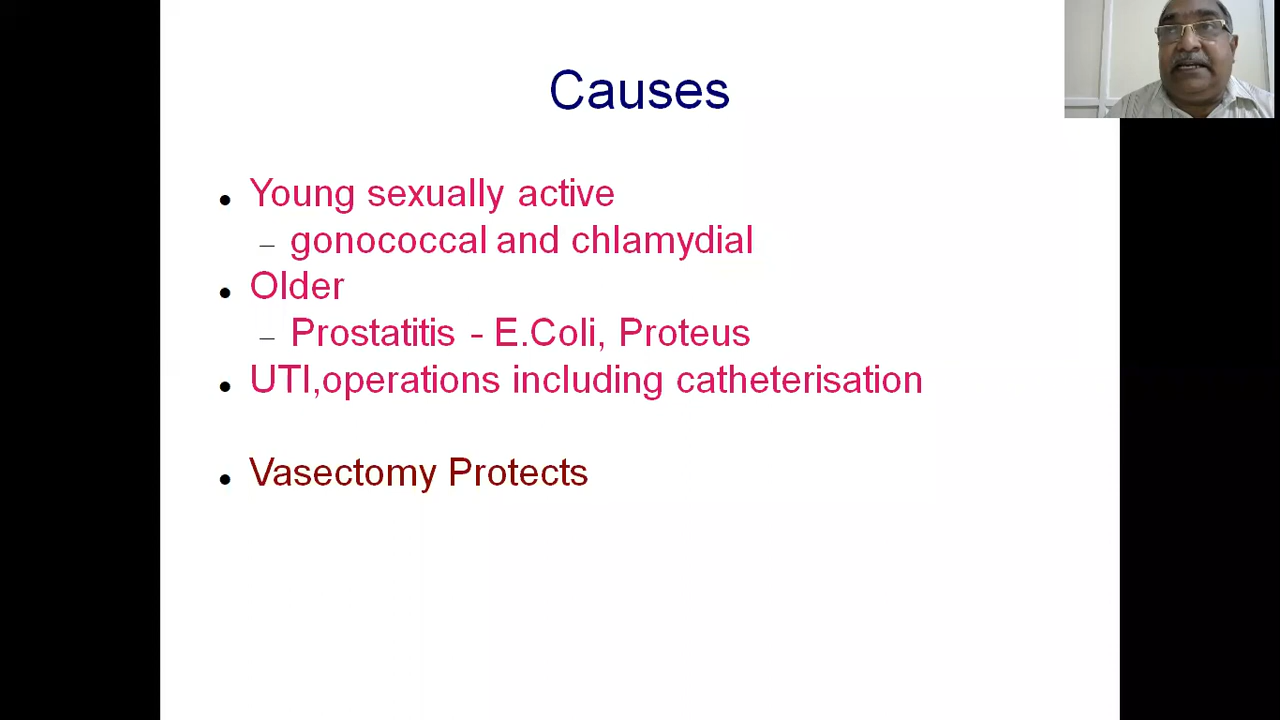 Causes
• Young sexually active
– gonococcal and chlamydial
• Older
– Prostatitis - E.Coli, Proteus
• UTI,operations including catheterisation
• Vasectomy Protects